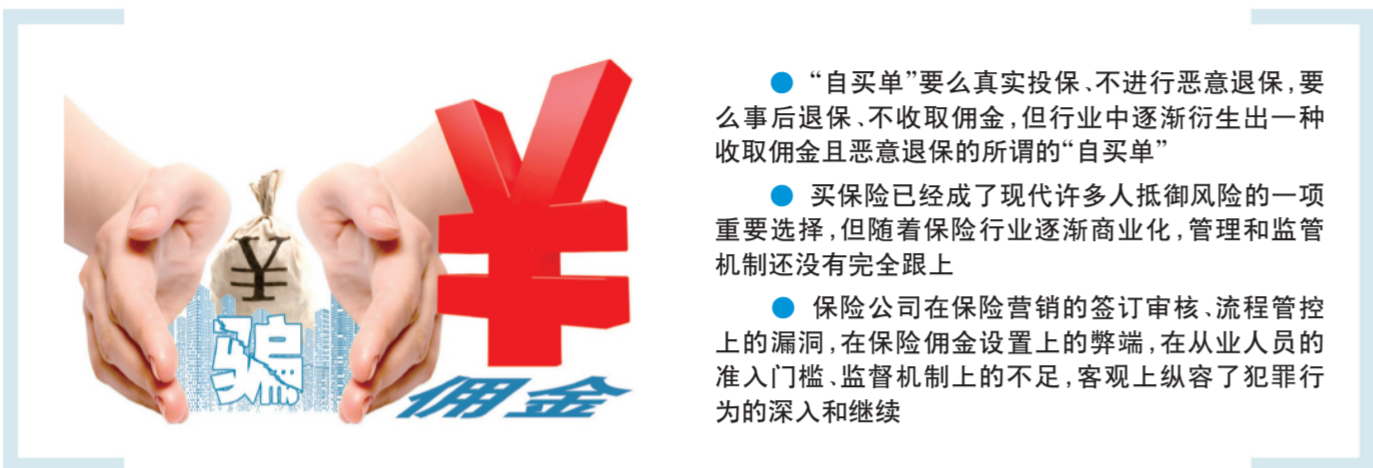 ¥
¥
骗
佣金
● “自买单”要么真实投保、不进行恶意退保,要
么事后退保、不收取佣金,但行业中逐渐衍生出一种
收取佣金且恶意退保的所谓的“自买单”
● 买保险已经成了现代许多人抵御风险的一项
重要选择,但随着保险行业逐渐商业化,管理和监管
机制还没有完全跟上
● 保险公司在保险营销的签订审核、流程管控
上的漏洞,在保险佣金设置上的弊端,在从业人员的
准入门槛、监督机制上的不足,客观上纵容了犯罪行
为的深入和继续